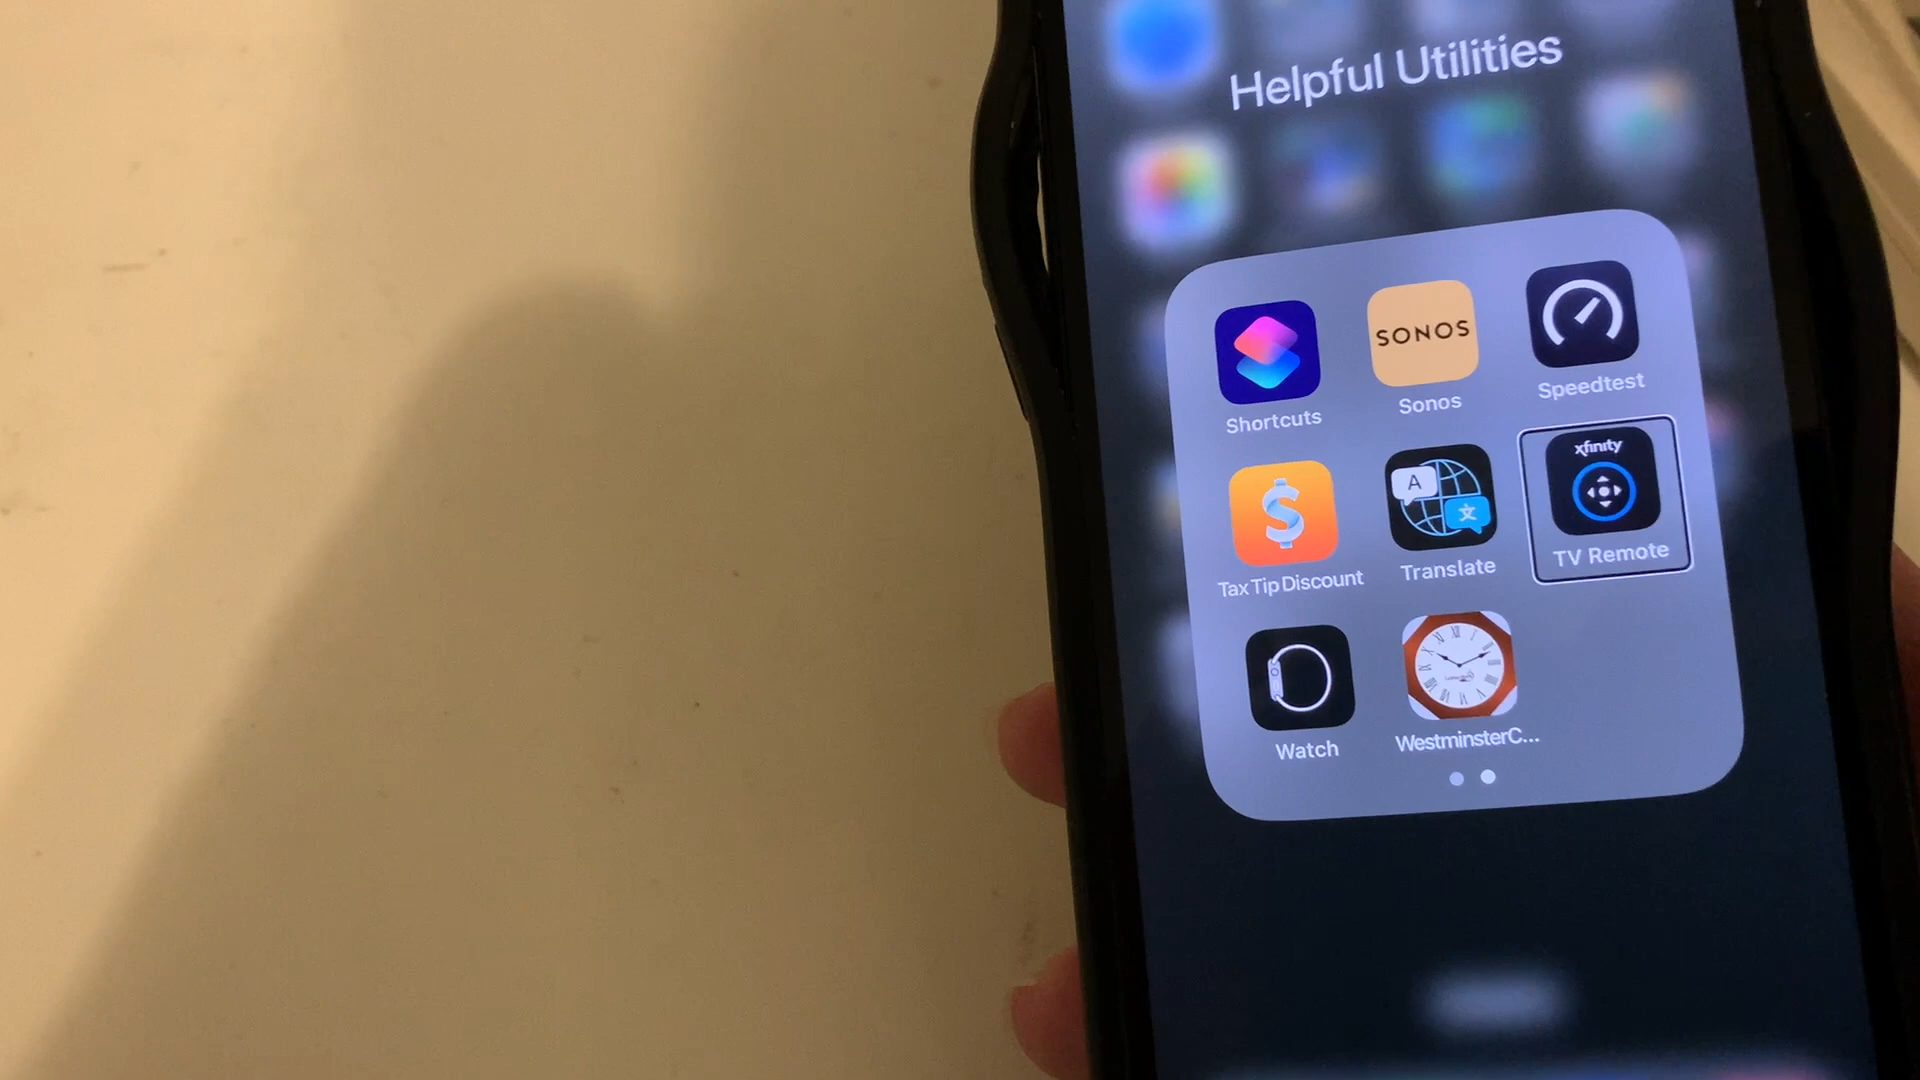 Helpful Utilities
SONOS
Shortcuts
Sonos
Speedtest
xfinity
$
A
文
Tax Tip Discount
Translate
TV Remote
Watch
WestminsterC...